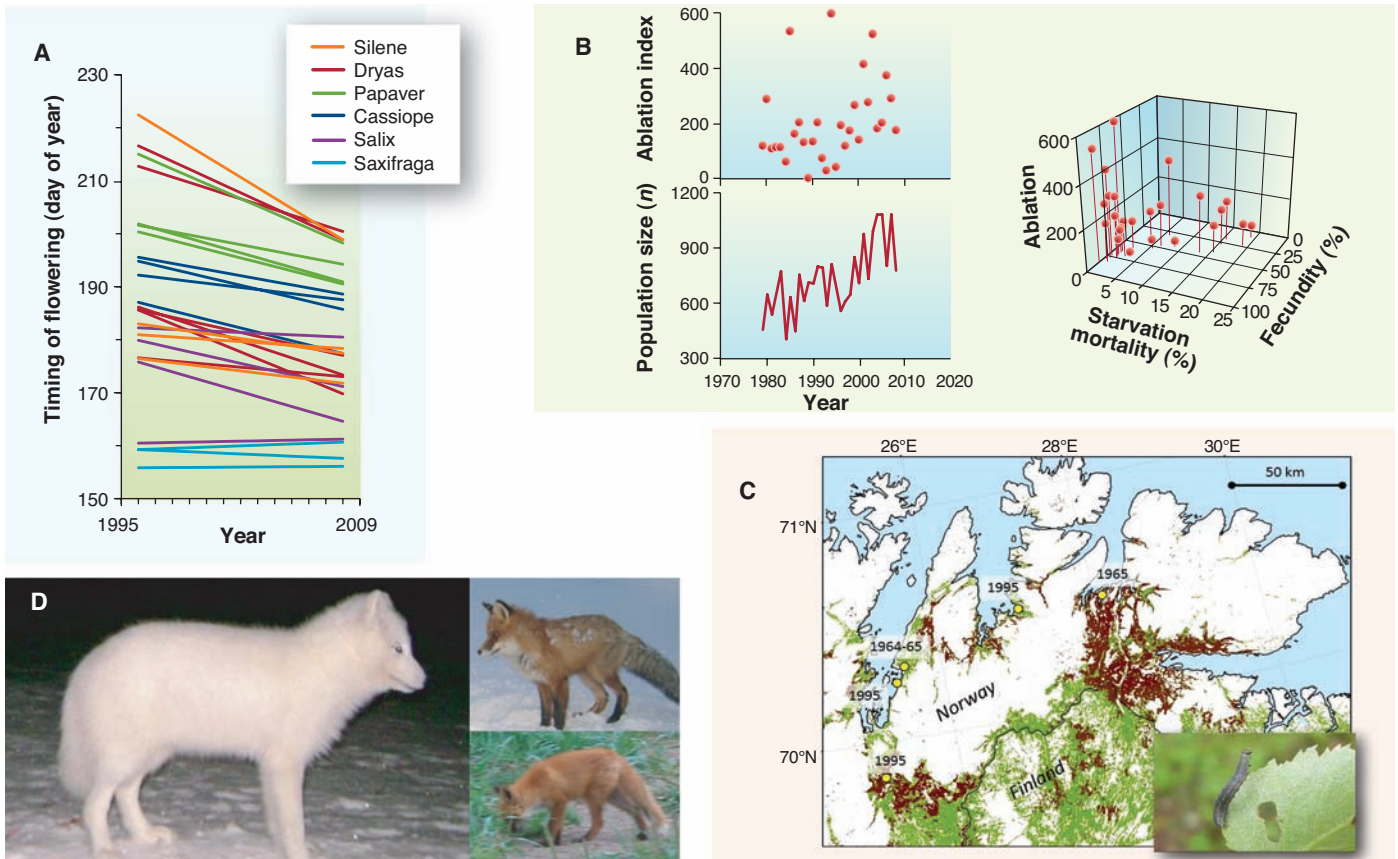 A
230
210
190
170
150
Timing of flowering (day of year)
1995
2009
Year
Silene
Dryas
Papaver
Cassiope
Salix
Saxifraga
B
600
400
200
0
Ablation index
1200
900
600
300
Population size (n)
1970 1980 1990 2000 2010 2020
Year
600
400
200
0
Ablation
5
10
15
20
25
Starvation
mortality (%)
0
25
50
75
100
Fecundity (%)
C
26°E
28°E
30°E
50 km
71°N
70°N
1995
1965
1964-65
1995
1995
Norway
Finland
D